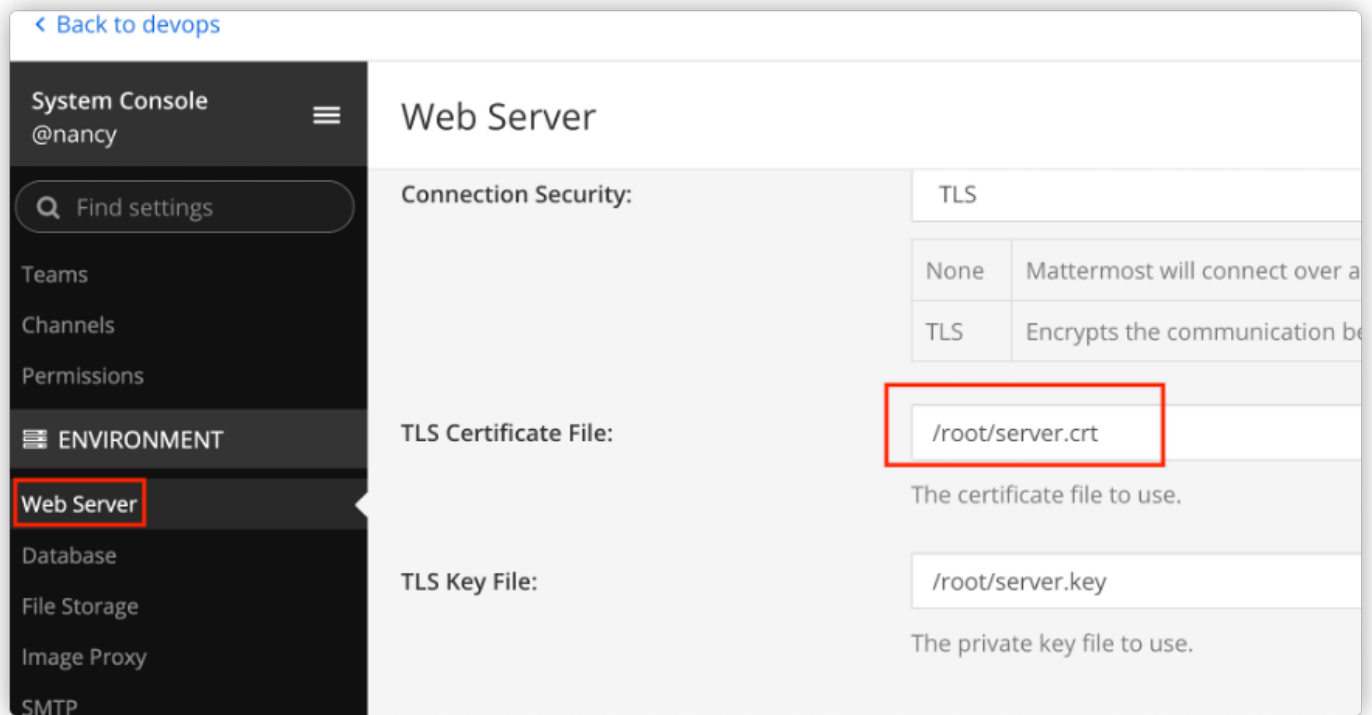 Back to devops
System Console
@nancy
Find settings
Teams
Channels
Permissions
ENVIRONMENT
Web Server
Database
File Storage
Image Proxy
SMTP
Web Server
Connection Security:
TLS
None
Mattermost will connect over a
TLS
Encrypts the communication be
TLS Certificate File:
/root/server.crt
The certificate file to use.
TLS Key File:
/root/server.key
The private key file to use.